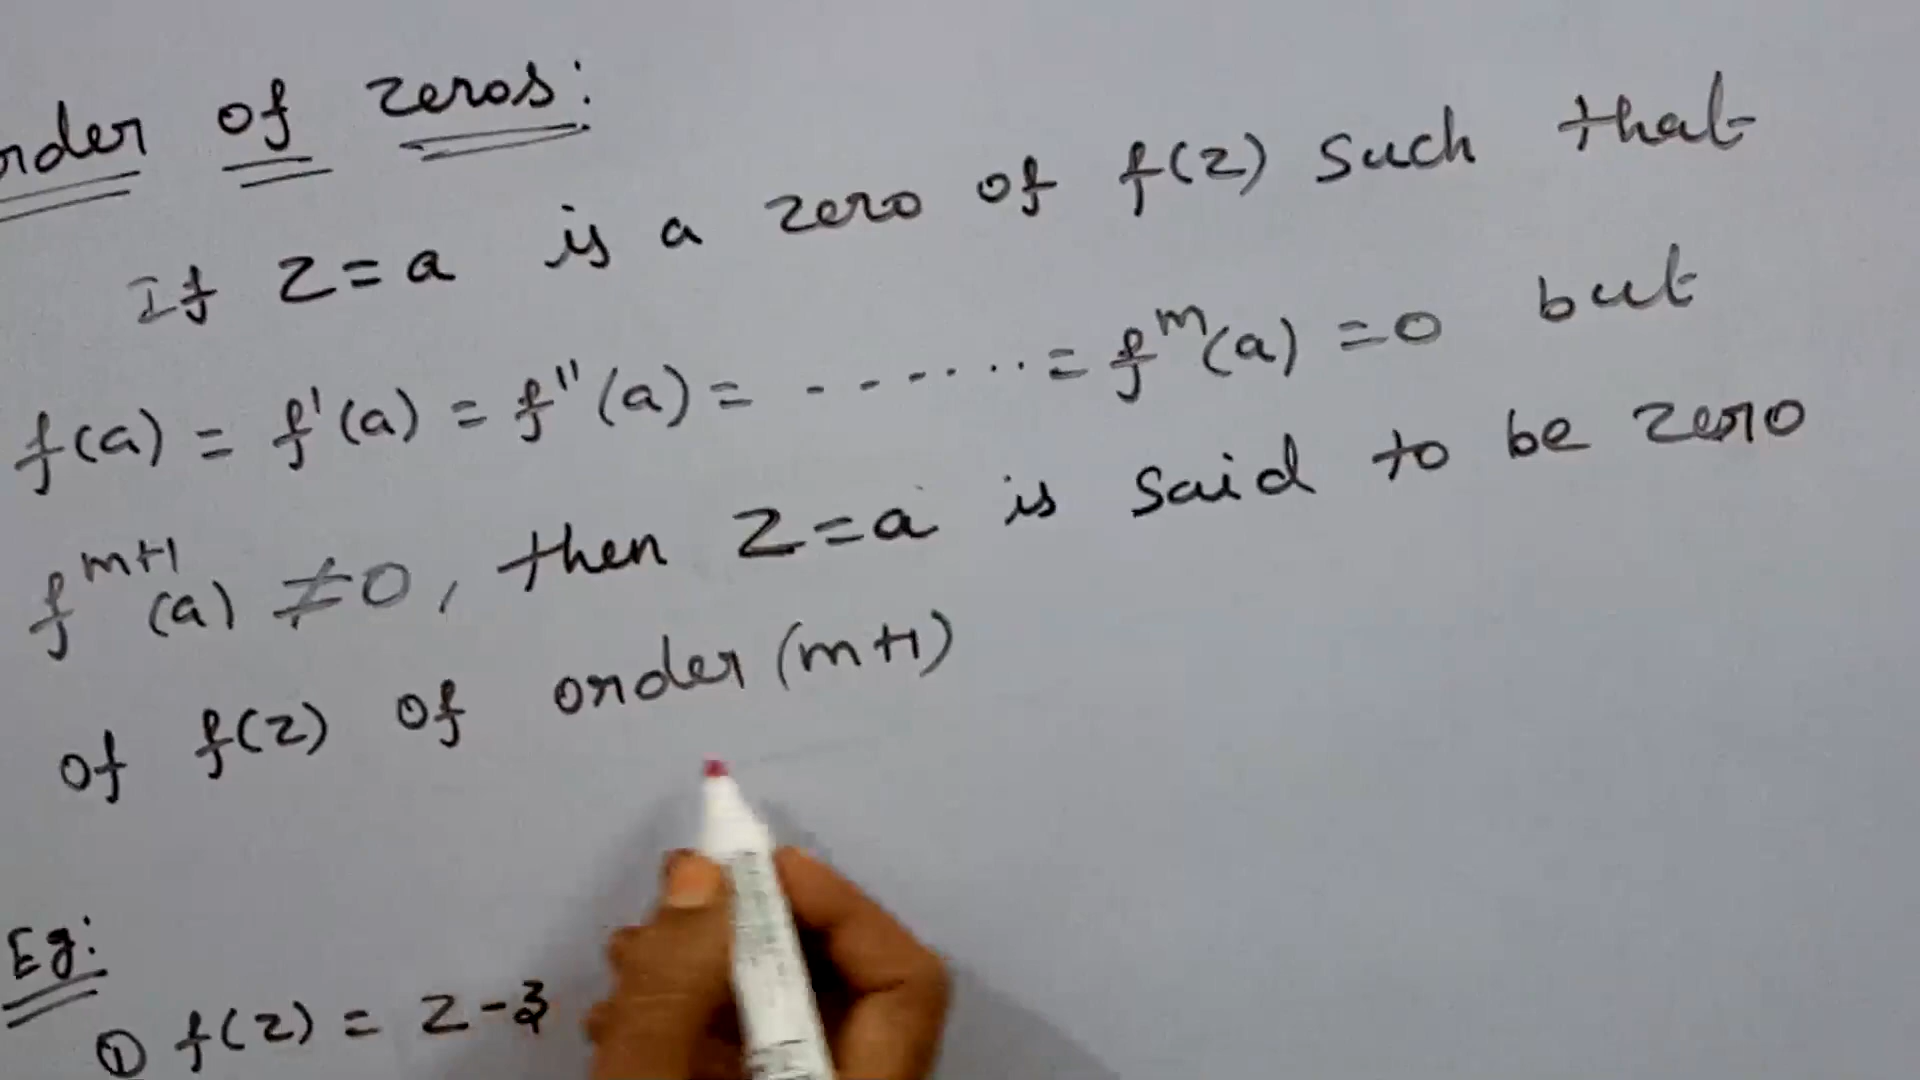 rder of zeros:
If z=a is a zero of f(z) such that
f(a) = f'(a) = f''(a) = - - - - ..... = f^m(a) = 0 but
f^{m+1}(a) ≠ 0, then z=a is said to be zero
of f(z) of order (m+1)
Eg:
① f(z) = z-3